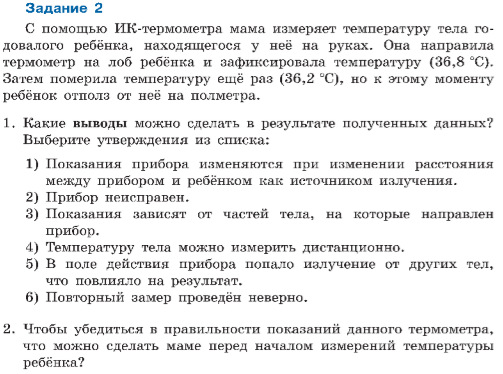 Задание 2
С помощью ИК-термометра мама измеряет температуру тела го-
довалого ребёнка, находящегося у неё на руках. Она направила
термометр на лоб ребёнка и зафиксировала температуру (36,8 °С).
Затем померила температуру ещё раз (36,2 °С), но к этому моменту
ребёнок отполз от неё на полметра.
1. Какие выводы можно сделать в результате полученных данных?
Выберите утверждения из списка:
1) Показания прибора изменяются при изменении расстояния
между прибором и ребёнком как источником излучения.
2) Прибор неисправен.
3) Показания зависят от частей тела, на которые направлен
прибор.
4) Температуру тела можно измерить дистанционно.
5) В поле действия прибора попало излучение от других тел,
что повлияло на результат.
6) Повторный замер проведён неверно.
2. Чтобы убедиться в правильности показаний данного термометра,
что можно сделать маме перед началом измерений температуры
ребёнка?